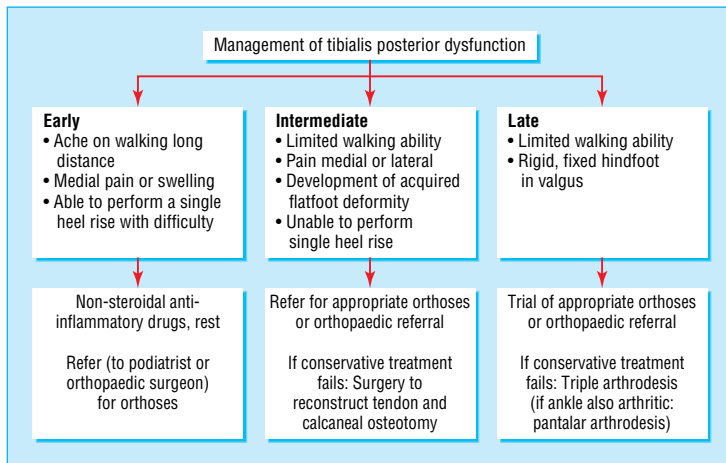 Management of tibialis posterior dysfunction
Early
• Ache on walking long
distance
• Medial pain or swelling
• Able to perform a single
heel rise with difficulty
Intermediate
• Limited walking ability
• Pain medial or lateral
• Development of acquired
flatfoot deformity
• Unable to perform
single heel rise
Late
• Limited walking ability
• Rigid, fixed hindfoot
in valgus
Non-steroidal anti-
inflammatory drugs, rest
Refer (to podiatrist or
orthopaedic surgeon)
for orthoses
Refer for appropriate orthoses
or orthopaedic referral
If conservative treatment
fails: Surgery to
reconstruct tendon and
calcaneal osteotomy
Trial of appropriate orthoses
or orthopaedic referral
If conservative treatment
fails: Triple arthrodesis
(if ankle also arthritic:
pantalar arthrodesis)